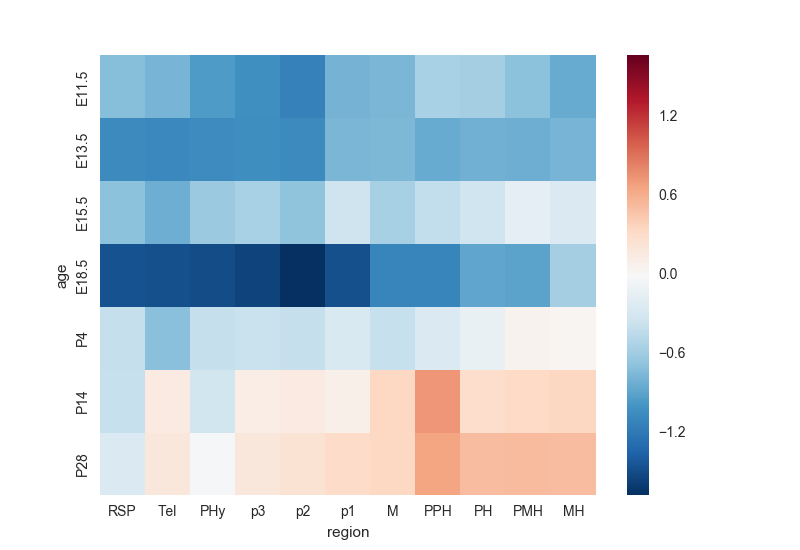 E11.5
E13.5
E15.5
E18.5
P4
P14
P28
age
RSP Tel PHy p3 p2 p1 M PPH PH PMH MH
region
1.2
0.6
0.0
−0.6
−1.2